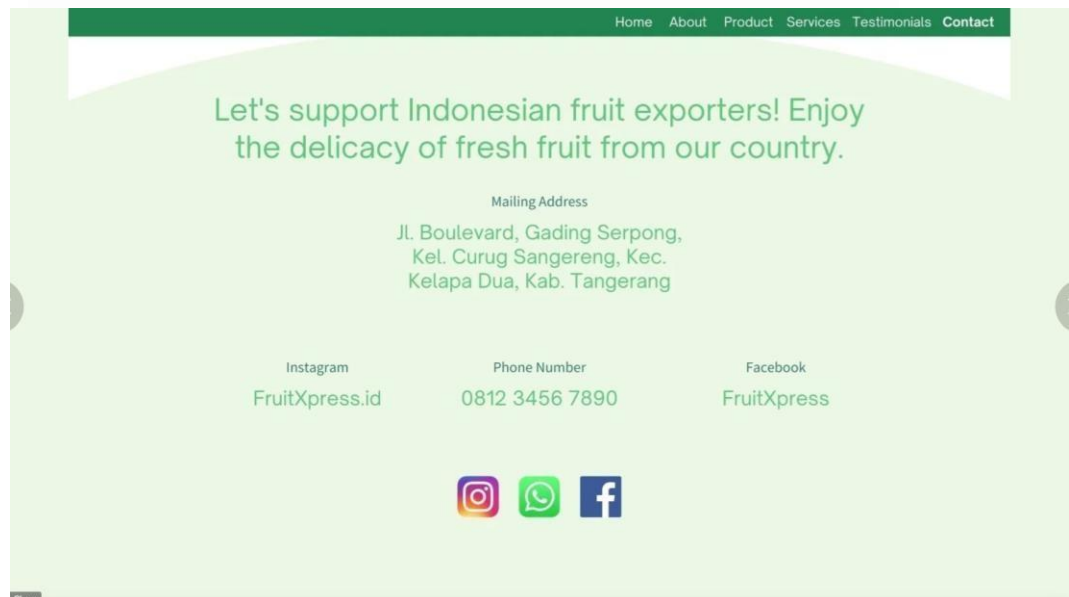 Home About Product Services Testimonials Contact
Let's support Indonesian fruit exporters! Enjoy
the delicacy of fresh fruit from our country.
Mailing Address
Jl. Boulevard, Gading Serpong,
Kel. Curug Sangereng, Kec.
Kelapa Dua, Kab. Tangerang
Instagram
FruitXpress.id
Phone Number
0812 3456 7890
Facebook
FruitXpress